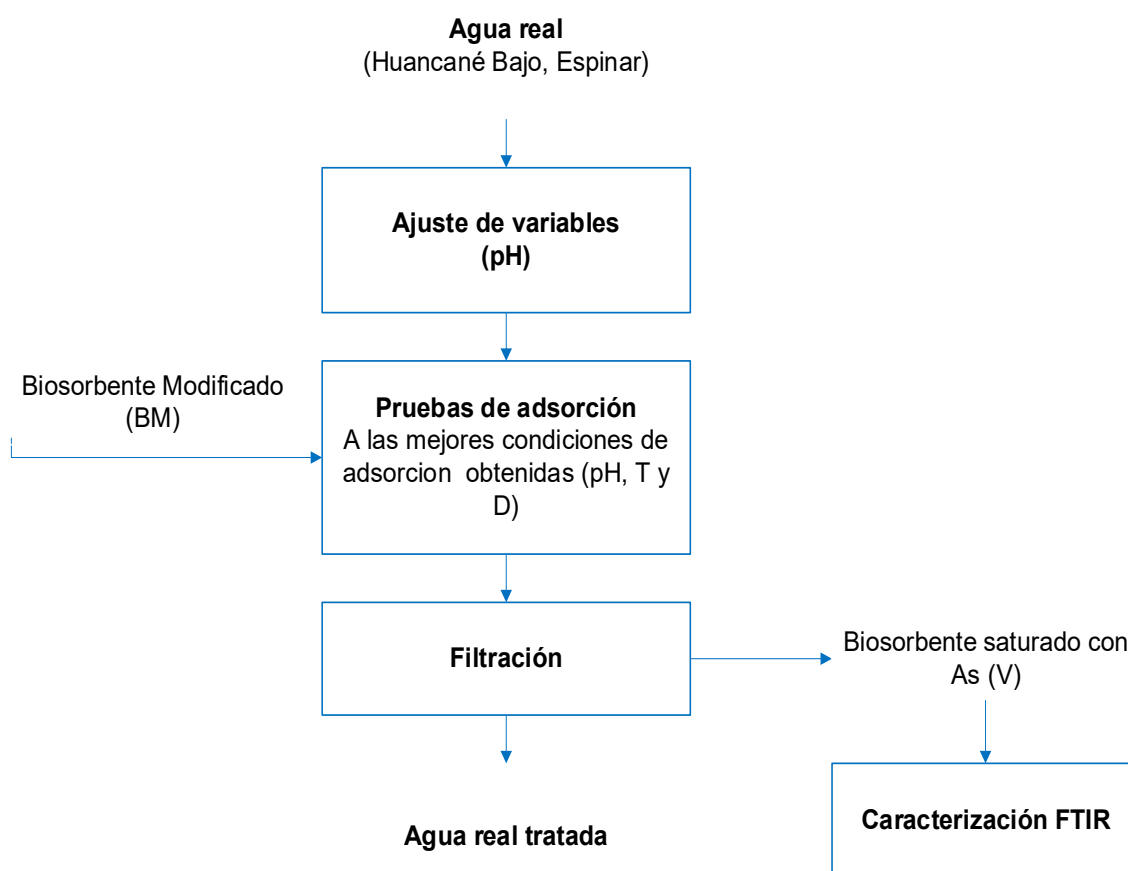 Agua real
(Huancané Bajo, Espinar)
Ajuste de variables
(pH)
Biosorbente Modificado
(BM)
Pruebas de adsorción
A las mejores condiciones de
adsorcion obtenidas (pH, T y
D)
Filtración
Biosorbente saturado con
As (V)
Agua real tratada
Caracterización FTIR